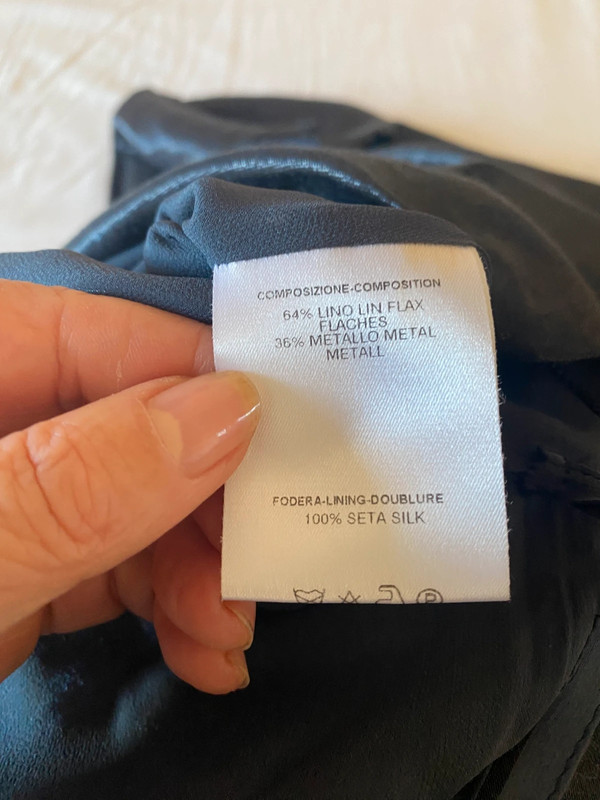 COMPOSIZIONE-COMPOSITION
64% LINO LIN FLAX
FLACHES
36% METALLO METAL
METALL
FODERA-LINING-DOUBLURE
100% SETA SILK
P